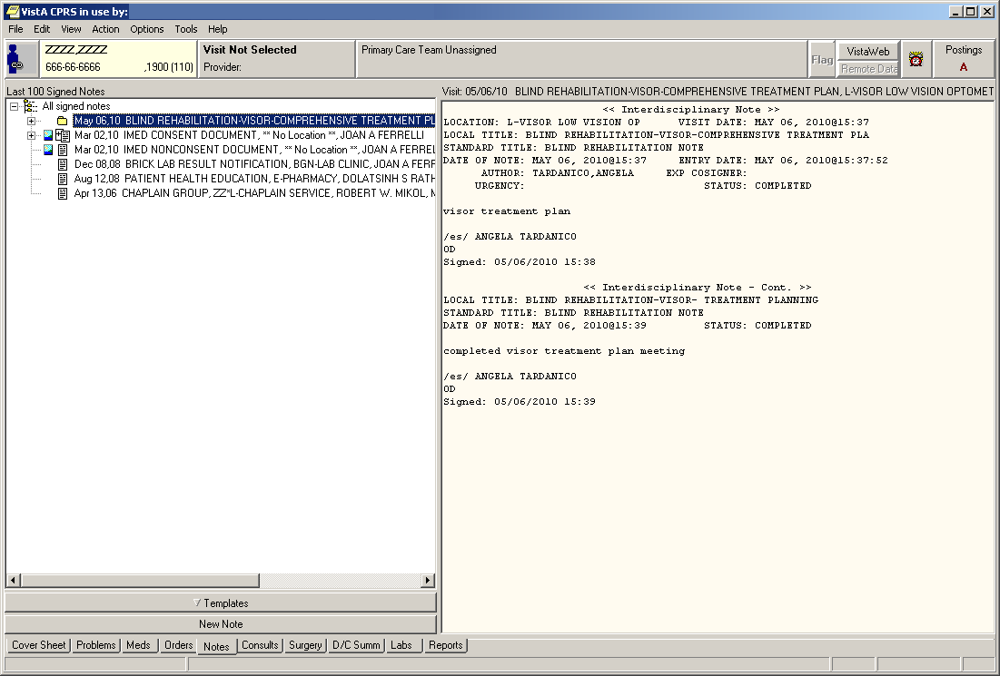 VistA CPRS in use by:
File Edit View Action Options Tools Help
ZZZZ,ZZZZ
666-66-6666 ,1900 (110)
Visit Not Selected
Provider:
Primary Care Team Unassigned
Flag
VistaWeb
Remote Data
Postings
A
Last 100 Signed Notes
All signed notes
May 06,10 BLIND REHABILITATION-VISOR-COMPREHENSIVE TREATMENT PL
Mar 02,10 IMED CONSENT DOCUMENT, ** No Location **, JOAN A FERRELLI
Mar 02,10 IMED NONCONSENT DOCUMENT, ** No Location **, JOAN A FERREL
Dec 08,08 BRICK LAB RESULT NOTIFICATION, BGN-LAB CLINIC, JOAN A FERR
Aug 12,08 PATIENT HEALTH EDUCATION, E-PHARMACY, DOLATSINH S RATH
Apr 13,06 CHAPLAIN GROUP, ZZ*L-CHAPLAIN SERVICE, ROBERT W. MIKOL, M
Templates
New Note
Visit: 05/06/10 BLIND REHABILITATION-VISOR-COMPREHENSIVE TREATMENT PLAN, L-VISOR LOW VISION OPTOMET
<< Interdisciplinary Note >>
LOCATION: L-VISOR LOW VISION OP VISIT DATE: MAY 06, 2010@15:37
LOCAL TITLE: BLIND REHABILITATION-VISOR-COMPREHENSIVE TREATMENT PLA
STANDARD TITLE: BLIND REHABILITATION NOTE
DATE OF NOTE: MAY 06, 2010@15:37 ENTRY DATE: MAY 06, 2010@15:37:52
AUTHOR: TARDANICO,ANGELA EXP COSIGNER:
URGENCY: STATUS: COMPLETED
visor treatment plan
/es/ ANGELA TARDANICO
OD
Signed: 05/06/2010 15:38
<< Interdisciplinary Note - Cont. >>
LOCAL TITLE: BLIND REHABILITATION-VISOR- TREATMENT PLANNING
STANDARD TITLE: BLIND REHABILITATION NOTE
DATE OF NOTE: MAY 06, 2010@15:39 STATUS: COMPLETED
completed visor treatment plan meeting
/es/ ANGELA TARDANICO
OD
Signed: 05/06/2010 15:39
Cover Sheet Problems Meds Orders Notes Consults Surgery D/C Summ Labs Reports